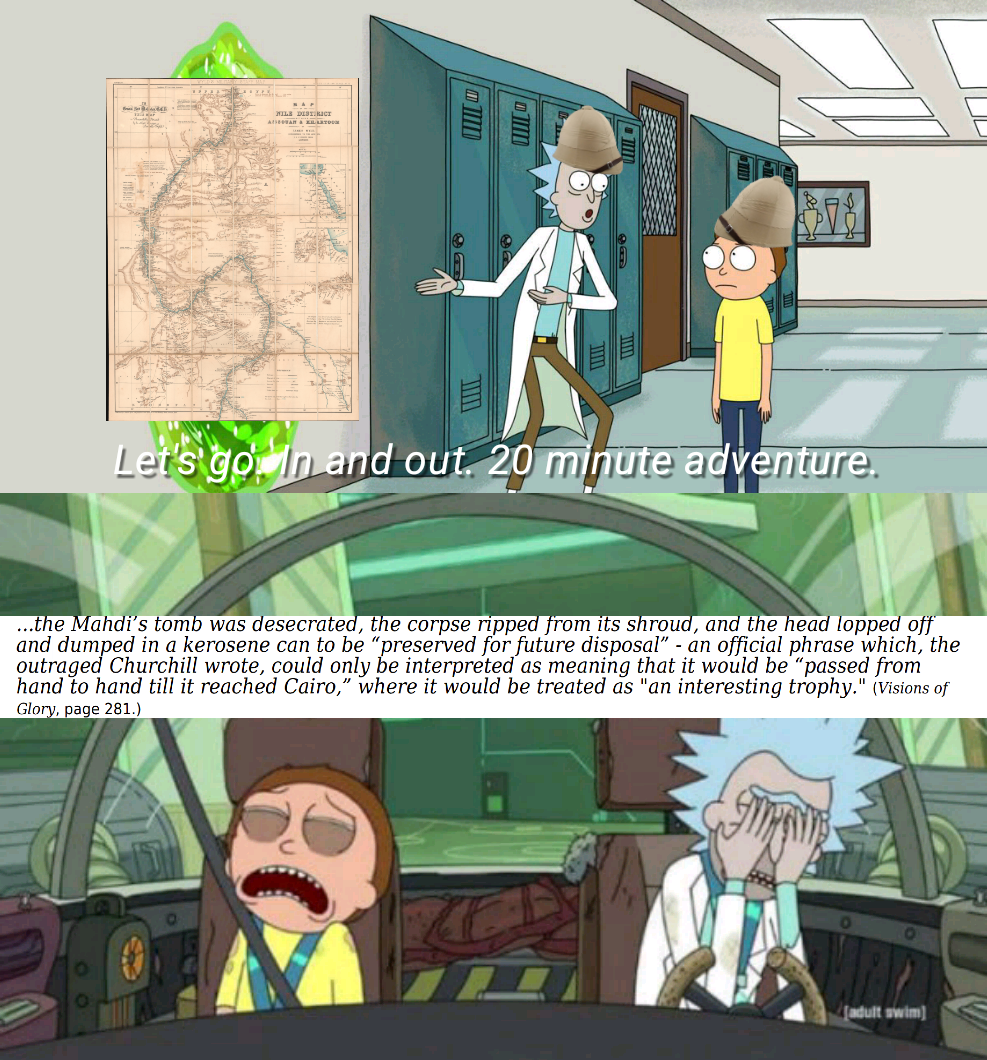 MAP
NILE DISTRICT
ASSOUAN & KHARTOUM
Let's go. In and out. 20 minute adventure.
...the Mahdi’s tomb was desecrated, the corpse ripped from its shroud, and the head lopped off
and dumped in a kerosene can to be “preserved for future disposal” - an official phrase which, the
outraged Churchill wrote, could only be interpreted as meaning that it would be “passed from
hand to hand till it reached Cairo,” where it would be treated as "an interesting trophy." (Visions of
Glory, page 281.)
[adult swim]